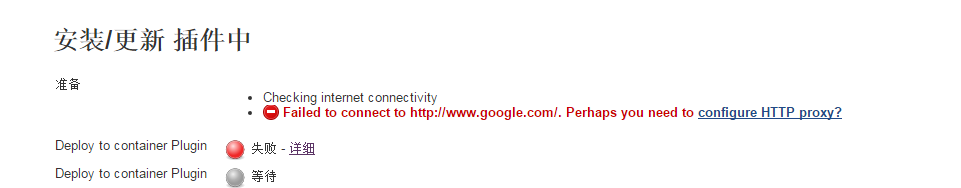 安装/更新 插件中
准备
Checking internet connectivity
Failed to connect to http://www.google.com/. Perhaps you need to configure HTTP proxy?
Deploy to container Plugin 失败 - 详细
Deploy to container Plugin 等待